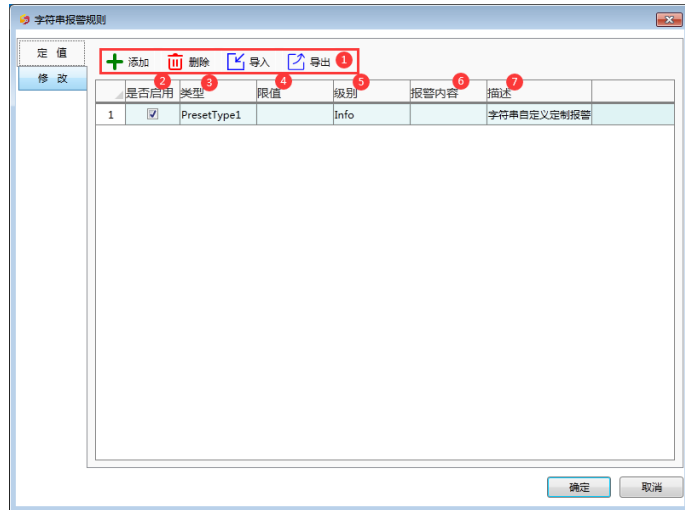 字符串报警规则
定 值
修 改
添加 删除 导入 导出 1
2 3 4 5 6 7
是否启用 类型 限值 级别 报警内容 描述
1 PresetType1 Info 字符串自定义定制报警
确定 取消